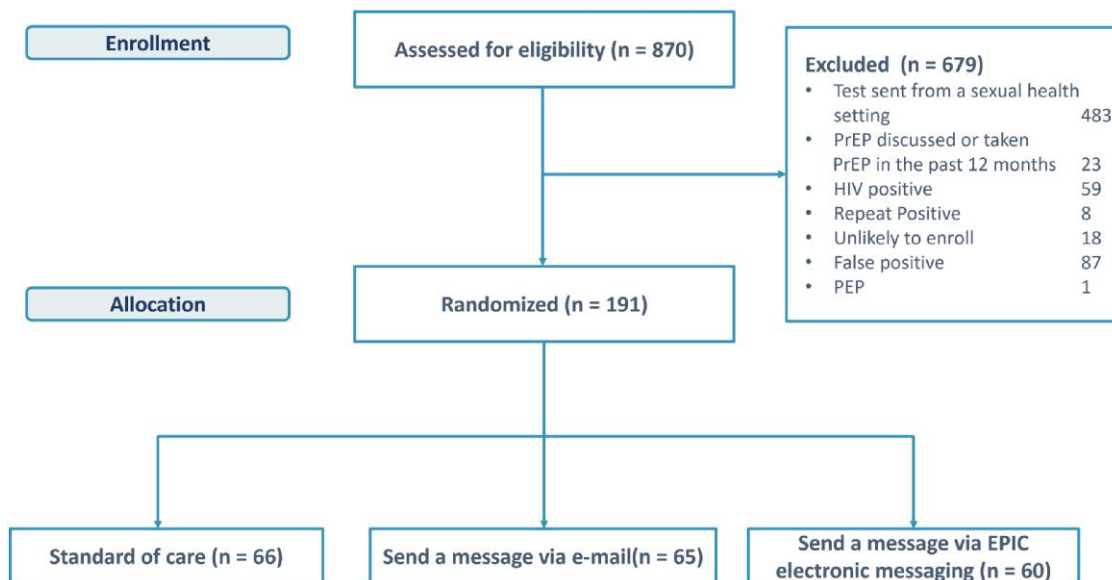 Enrollment
Assessed for eligibility (n = 870)
Excluded (n = 679)
• Test sent from a sexual health
setting 483
• PrEP discussed or taken
PrEP in the past 12 months 23
• HIV positive 59
• Repeat Positive 8
• Unlikely to enroll 18
• False positive 87
• PEP 1
Allocation
Randomized (n = 191)
Standard of care (n = 66)
Send a message via e-mail(n = 65)
Send a message via EPIC
electronic messaging (n = 60)